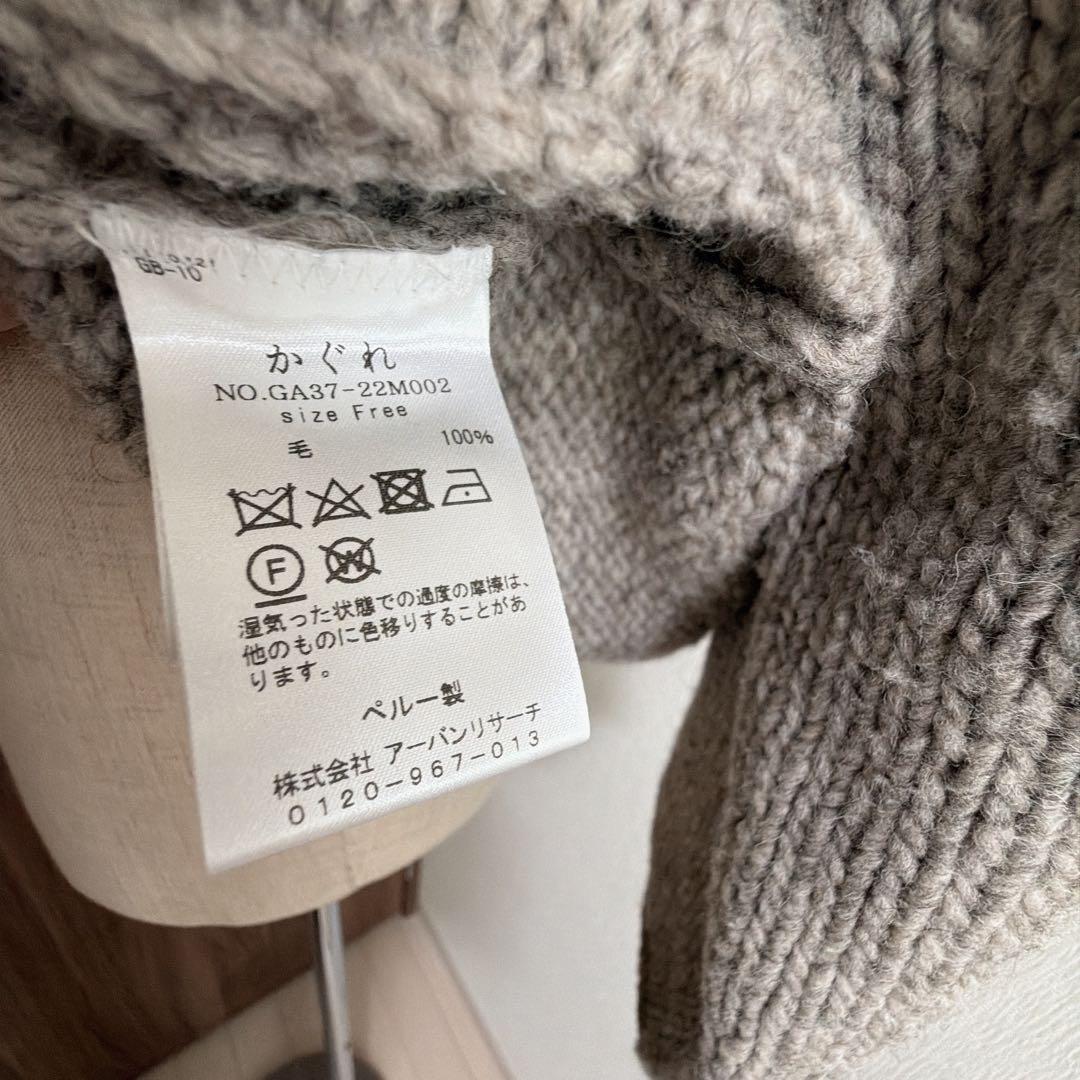 GB-10
かぐれ
NO.GA37-22M002
size Free
毛 100%
F
W
湿気った状態での過度の摩擦は、
他のものに色移りすることがあ
ります。
ペルー製
株式会社 アーバンリサーチ
0120-967-013